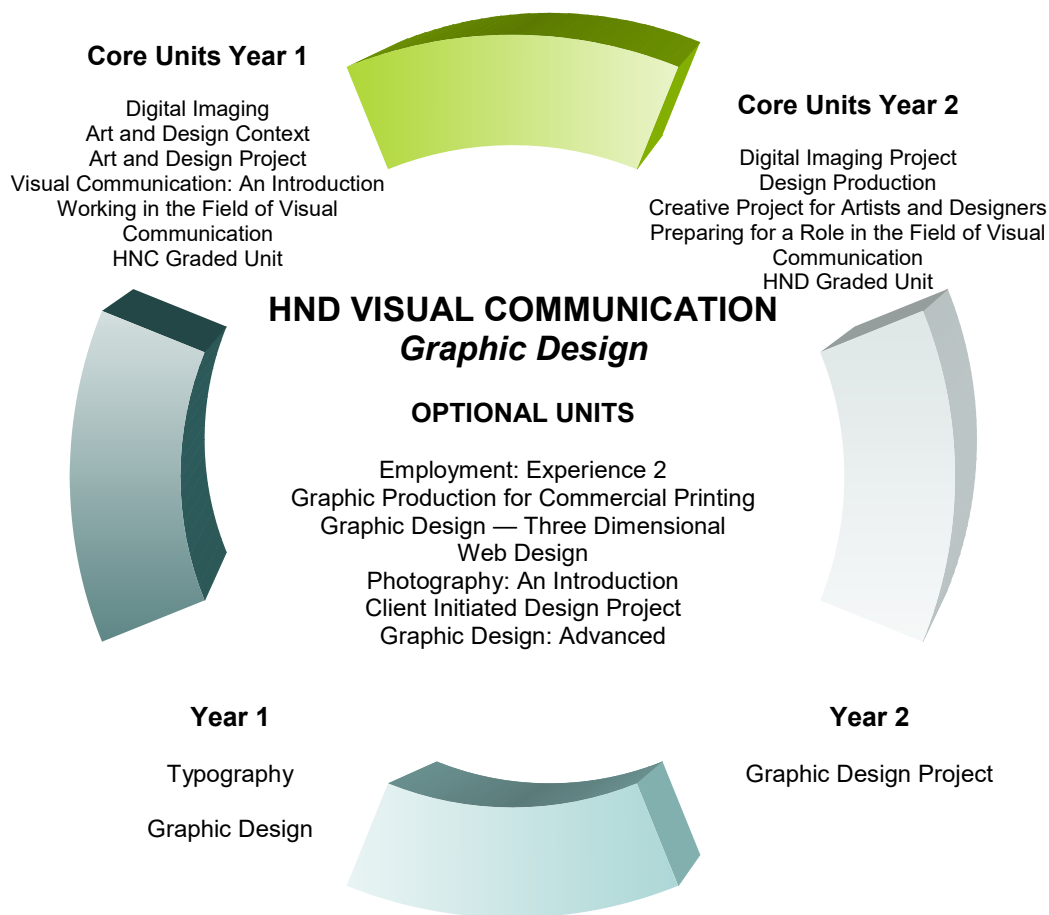 Core Units Year 1
Digital Imaging
Art and Design Context
Art and Design Project
Visual Communication: An Introduction
Working in the Field of Visual
Communication
HNC Graded Unit
Core Units Year 2
Digital Imaging Project
Design Production
Creative Project for Artists and Designers
Preparing for a Role in the Field of Visual
Communication
HND Graded Unit
HND VISUAL COMMUNICATION
Graphic Design
OPTIONAL UNITS
Employment: Experience 2
Graphic Production for Commercial Printing
Graphic Design — Three Dimensional
Web Design
Photography: An Introduction
Client Initiated Design Project
Graphic Design: Advanced
Year 1
Typography
Graphic Design
Year 2
Graphic Design Project